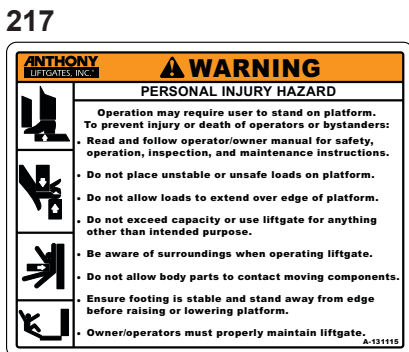 217
ANTHONY
LIFTGATES, INC.®
WARNING
PERSONAL INJURY HAZARD
Operation may require user to stand on platform.
To prevent injury or death of operators or bystanders:
• Read and follow operator/owner manual for safety,
operation, inspection, and maintenance instructions.
• Do not place unstable or unsafe loads on platform.
• Do not allow loads to extend over edge of platform.
• Do not exceed capacity or use liftgate for anything
other than intended purpose.
• Be aware of surroundings when operating liftgate.
• Do not allow body parts to contact moving components.
• Ensure footing is stable and stand away from edge
before raising or lowering platform.
• Owner/operators must properly maintain liftgate.
A-131115